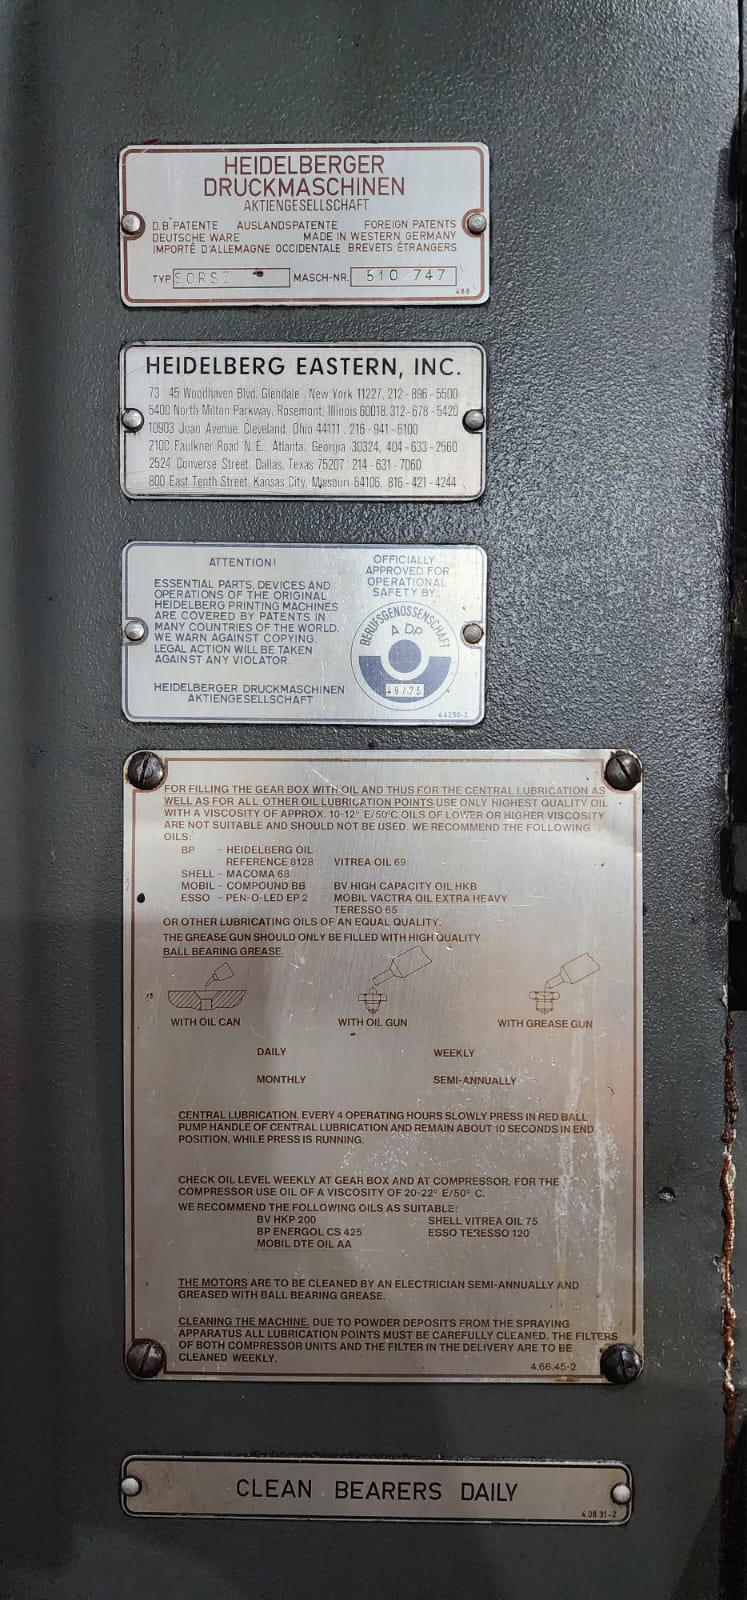 HEIDELBERGER
DRUCKMASCHINEN
AKTIENGESELLSCHAFT
D.B. PATENTE AUSLANDSPATENTE FOREIGN PATENTS
DEUTSCHE WARE MADE IN WESTERN GERMANY
IMPORTÉ D'ALLEMAGNE OCCIDENTALE BREVETS ÉTRANGERS
TYP SORSZ MASCH-NR. 510 747
488
HEIDELBERG EASTERN, INC.
73 - 45 Woodhaven Blvd. Glendale, New York 11227, 212 - 896 - 5500
5400 North Milton Parkway, Rosemont, Illinois 60018, 312 - 678 - 5420
10903 Joan Avenue, Cleveland, Ohio 44111, 216 - 941 - 6100
2100 Faulkner Road N. E., Atlanta, Georgia 30324, 404 - 633 - 2560
2524 Converse Street, Dallas, Texas 75207, 214 - 631 - 7060
800 East Tenth Street, Kansas City, Missouri 64106, 816 - 421 - 4244
ATTENTION!
ESSENTIAL PARTS, DEVICES AND
OPERATIONS OF THE ORIGINAL
HEIDELBERG PRINTING MACHINES
ARE COVERED BY PATENTS IN
MANY COUNTRIES OF THE WORLD.
WE WARN AGAINST COPYING.
LEGAL ACTION WILL BE TAKEN
AGAINST ANY VIOLATOR.
HEIDELBERGER DRUCKMASCHINEN
AKTIENGESELLSCHAFT
OFFICIALLY
APPROVED FOR
OPERATIONAL
SAFETY BY:
BERUFSGENOSSENSCHAFT
A DP
49/75
4.4250-2
FOR FILLING THE GEAR BOX WITH OIL AND THUS FOR THE CENTRAL LUBRICATION AS
WELL AS FOR ALL OTHER OIL LUBRICATION POINTS USE ONLY HIGHEST QUALITY OIL
WITH A VISCOSITY OF APPROX. 10-12° E/50°C. OILS OF LOWER OR HIGHER VISCOSITY
ARE NOT SUITABLE AND SHOULD NOT BE USED. WE RECOMMEND THE FOLLOWING
OILS:
BP - HEIDELBERG OIL
REFERENCE 8128 VITREA OIL 69
SHELL - MACOMA 68
MOBIL - COMPOUND BB BV HIGH CAPACITY OIL HKB
ESSO - PEN-O-LED EP 2 MOBIL VACTRA OIL EXTRA HEAVY
TERESSO 65
OR OTHER LUBRICATING OILS OF AN EQUAL QUALITY.
THE GREASE GUN SHOULD ONLY BE FILLED WITH HIGH QUALITY
BALL BEARING GREASE.
WITH OIL CAN WITH OIL GUN WITH GREASE GUN
DAILY WEEKLY
MONTHLY SEMI-ANNUALLY
CENTRAL LUBRICATION. EVERY 4 OPERATING HOURS SLOWLY PRESS IN RED BALL
PUMP HANDLE OF CENTRAL LUBRICATION AND REMAIN ABOUT 10 SECONDS IN END
POSITION, WHILE PRESS IS RUNNING.
CHECK OIL LEVEL WEEKLY AT GEAR BOX AND AT COMPRESSOR. FOR THE
COMPRESSOR USE OIL OF A VISCOSITY OF 20-22° E/50° C.
WE RECOMMEND THE FOLLOWING OILS AS SUITABLE:
BV HKP 200 SHELL VITREA OIL 75
BP ENERGOL CS 425 ESSO TERESSO 120
MOBIL DTE OIL AA
THE MOTORS ARE TO BE CLEANED BY AN ELECTRICIAN SEMI-ANNUALLY AND
GREASED WITH BALL BEARING GREASE.
CLEANING THE MACHINE. DUE TO POWDER DEPOSITS FROM THE SPRAYING
APPARATUS ALL LUBRICATION POINTS MUST BE CAREFULLY CLEANED. THE FILTERS
OF BOTH COMPRESSOR UNITS AND THE FILTER IN THE DELIVERY ARE TO BE
CLEANED WEEKLY.
4.66.45-2
CLEAN BEARERS DAILY
4.08 31-2